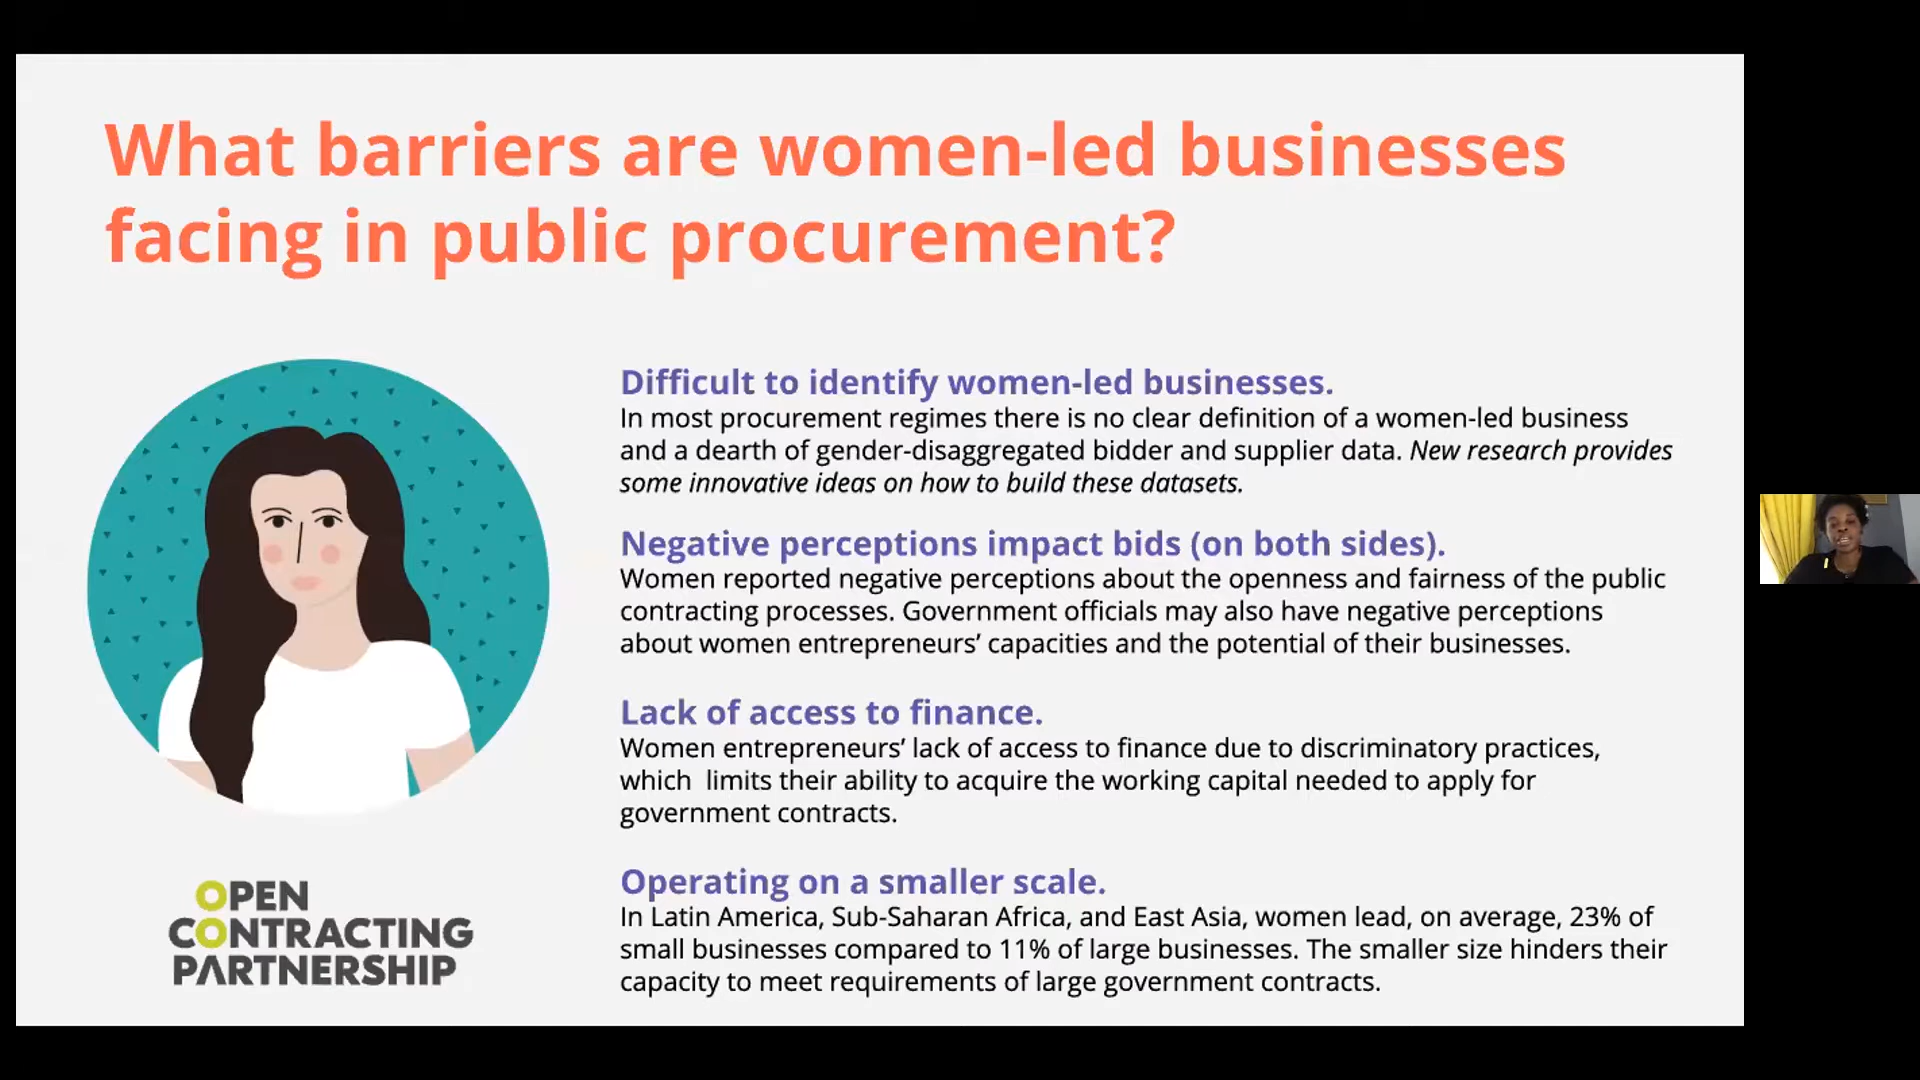 What barriers are women-led businesses
facing in public procurement?
Difficult to identify women-led businesses.
In most procurement regimes there is no clear definition of a women-led business
and a dearth of gender-disaggregated bidder and supplier data. New research provides
some innovative ideas on how to build these datasets.
Negative perceptions impact bids (on both sides).
Women reported negative perceptions about the openness and fairness of the public
contracting processes. Government officials may also have negative perceptions
about women entrepreneurs’ capacities and the potential of their businesses.
Lack of access to finance.
Women entrepreneurs’ lack of access to finance due to discriminatory practices,
which  limits their ability to acquire the working capital needed to apply for
government contracts.
Operating on a smaller scale.
In Latin America, Sub-Saharan Africa, and East Asia, women lead, on average, 23% of
small businesses compared to 11% of large businesses. The smaller size hinders their
capacity to meet requirements of large government contracts.
OPEN
CONTRACTING
PARTNERSHIP